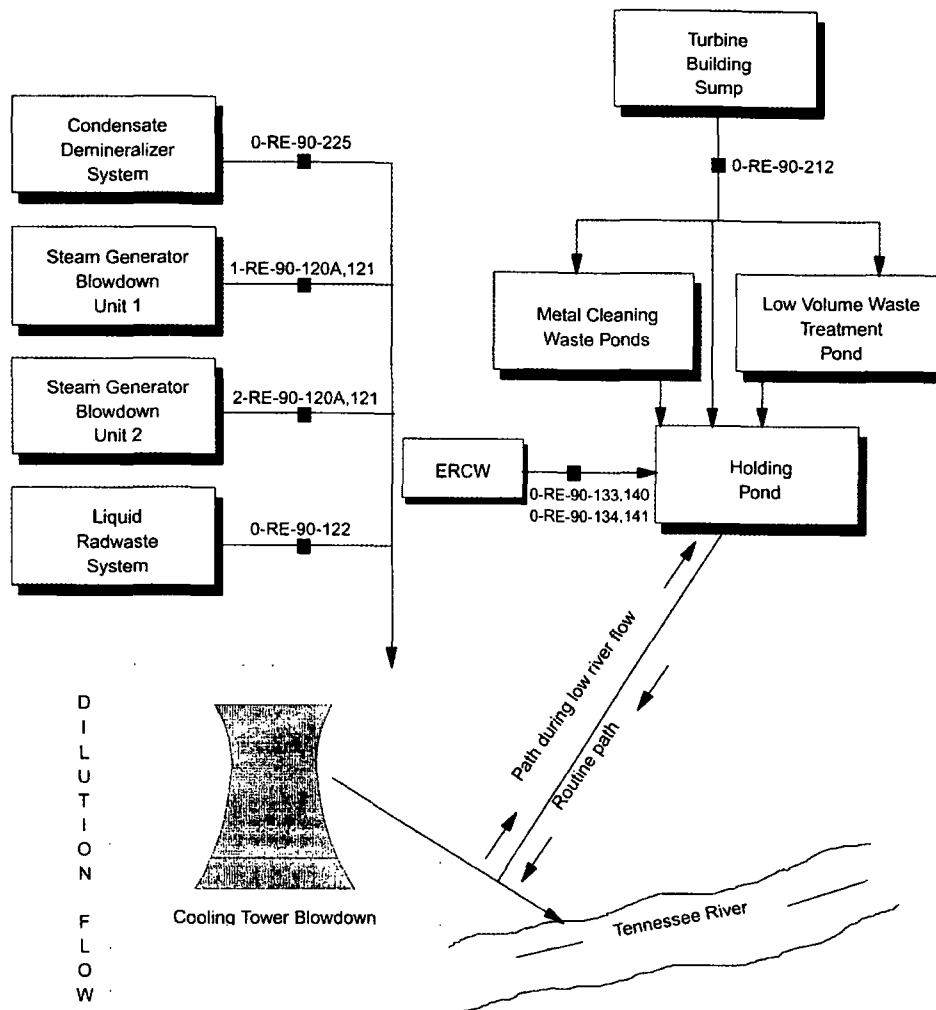 Turbine
Building
Sump
Condensate
Demineralizer
System
0-RE-90-225
0-RE-90-212
Steam Generator
Blowdown
Unit 1
1-RE-90-120A,121
Metal Cleaning
Waste Ponds
Low Volume Waste
Treatment
Pond
Steam Generator
Blowdown
Unit 2
2-RE-90-120A,121
ERCW
0-RE-90-133,140
0-RE-90-134,141
Holding
Pond
Liquid
Radwaste
System
0-RE-90-122
Path during low river flow
Routine path
DILUTION FLOW
Cooling Tower Blowdown
Tennessee River